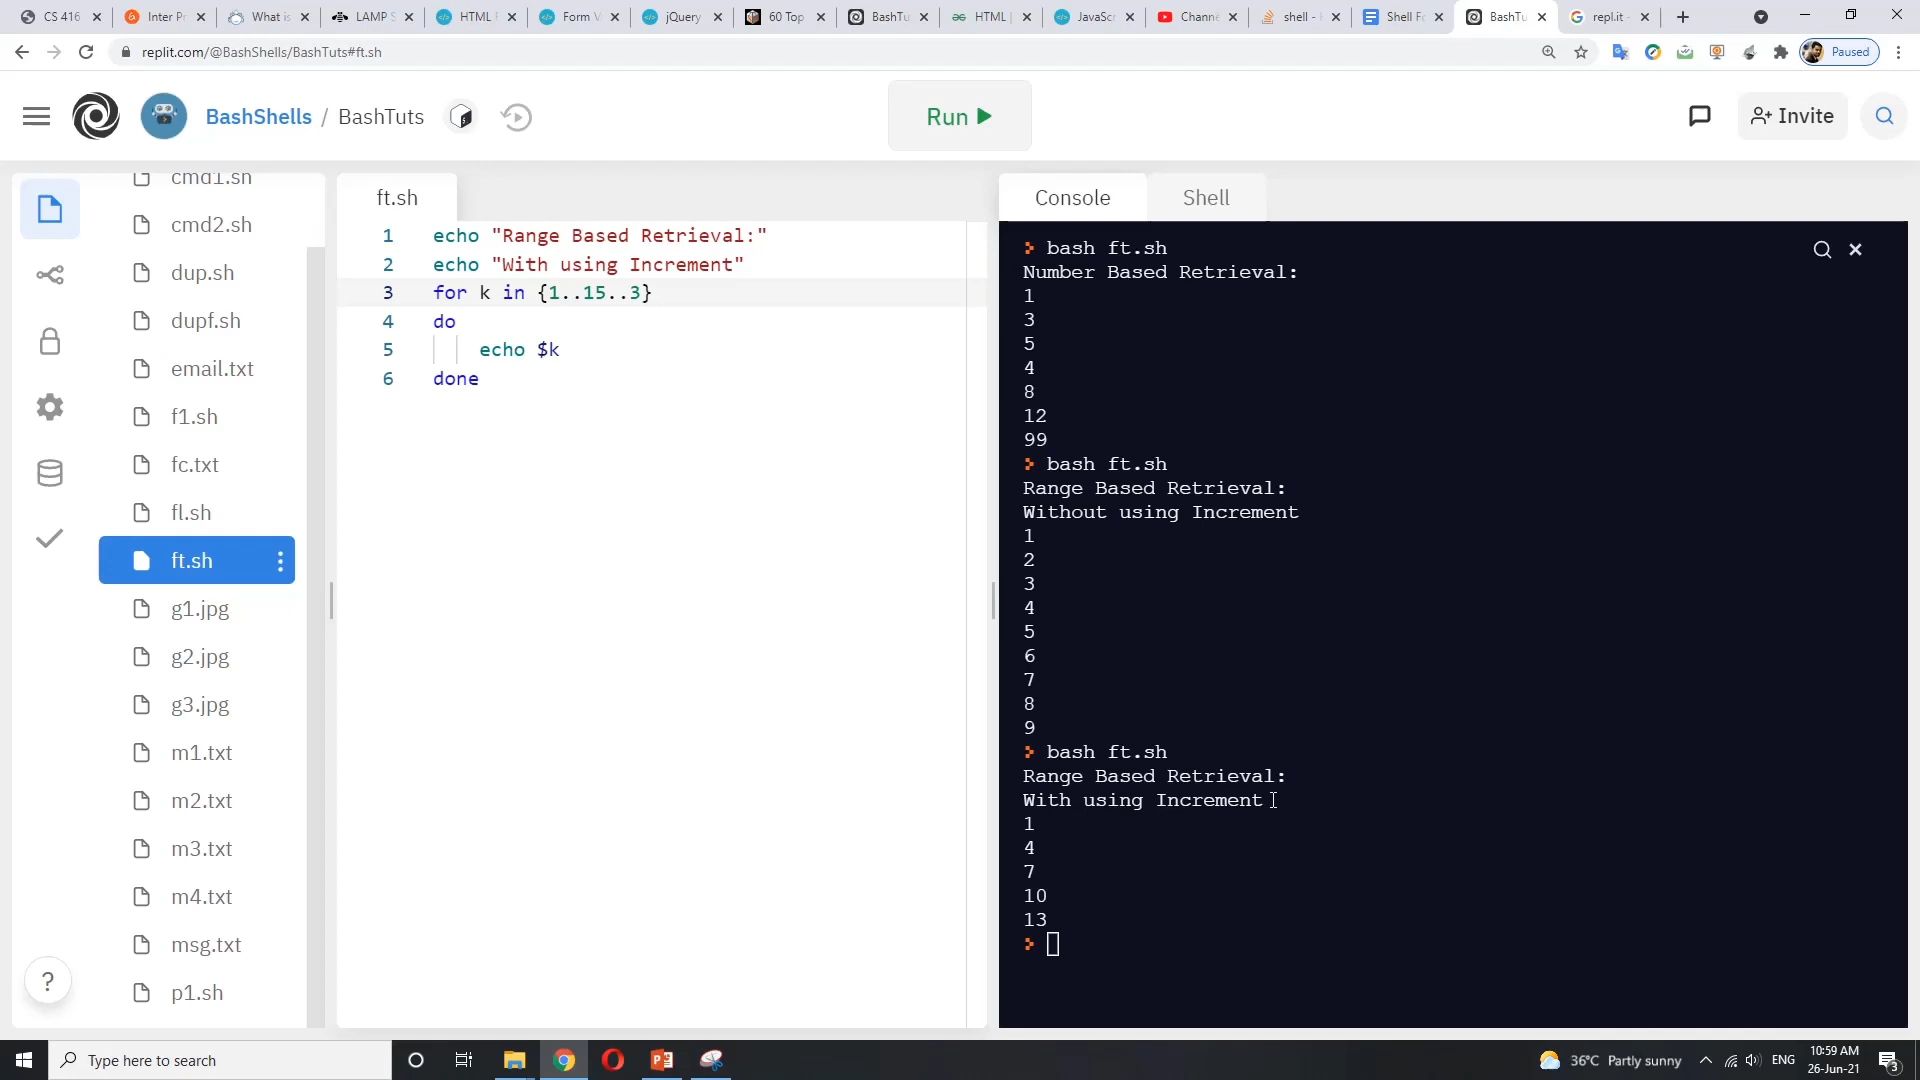 CS 416
Inter Pr
What is
LAMP S
HTML F
Form V
jQuery
60 Top
BashTu
HTML |
JavaScr
Channe
shell -
Shell Fo
BashTu
repl.it -
replit.com/@BashShells/BashTuts#ft.sh
Paused
BashShells / BashTuts
Run
Invite
cmd1.sh
cmd2.sh
dup.sh
dupf.sh
email.txt
f1.sh
fc.txt
fl.sh
ft.sh
g1.jpg
g2.jpg
g3.jpg
m1.txt
m2.txt
m3.txt
m4.txt
msg.txt
p1.sh
?
ft.sh
1 echo "Range Based Retrieval:"
2 echo "With using Increment"
3 for k in {1..15..3}
4 do
5 echo $k
6 done
Console
Shell
bash ft.sh
Number Based Retrieval:
1
3
5
4
8
12
99
bash ft.sh
Range Based Retrieval:
Without using Increment
1
2
3
4
5
6
7
8
9
bash ft.sh
Range Based Retrieval:
With using Increment
1
4
7
10
13
Type here to search
36°C Partly sunny
ENG
10:59 AM
26-Jun-21
3